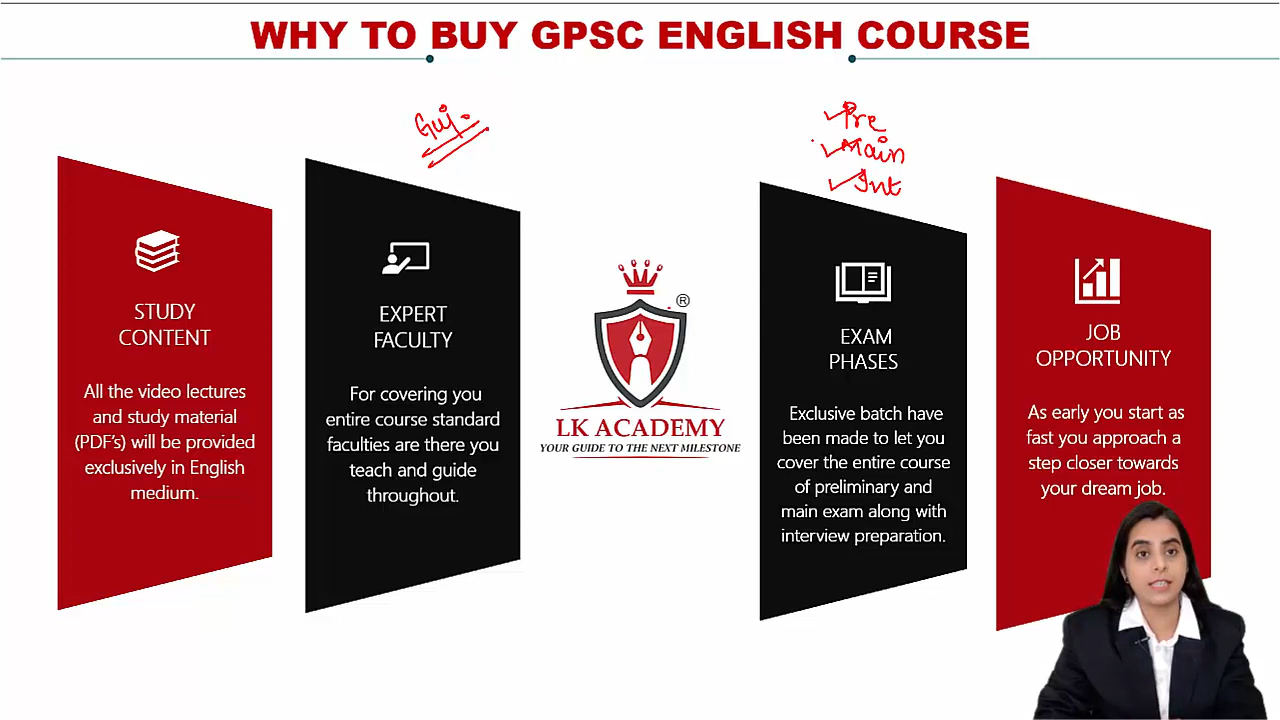 WHY TO BUY GPSC ENGLISH COURSE
Guj.
Pre
Main
Int
STUDY
CONTENT
All the video lectures
and study material
(PDF's) will be provided
exclusively in English
medium.
EXPERT
FACULTY
For covering you
entire course standard
faculties are there you
teach and guide
throughout.
®
LK ACADEMY
YOUR GUIDE TO THE NEXT MILESTONE
EXAM
PHASES
Exclusive batch have
been made to let you
cover the entire course
of preliminary and
main exam along with
interview preparation.
JOB
OPPORTUNITY
As early you start as
fast you approach a
step closer towards
your dream job.